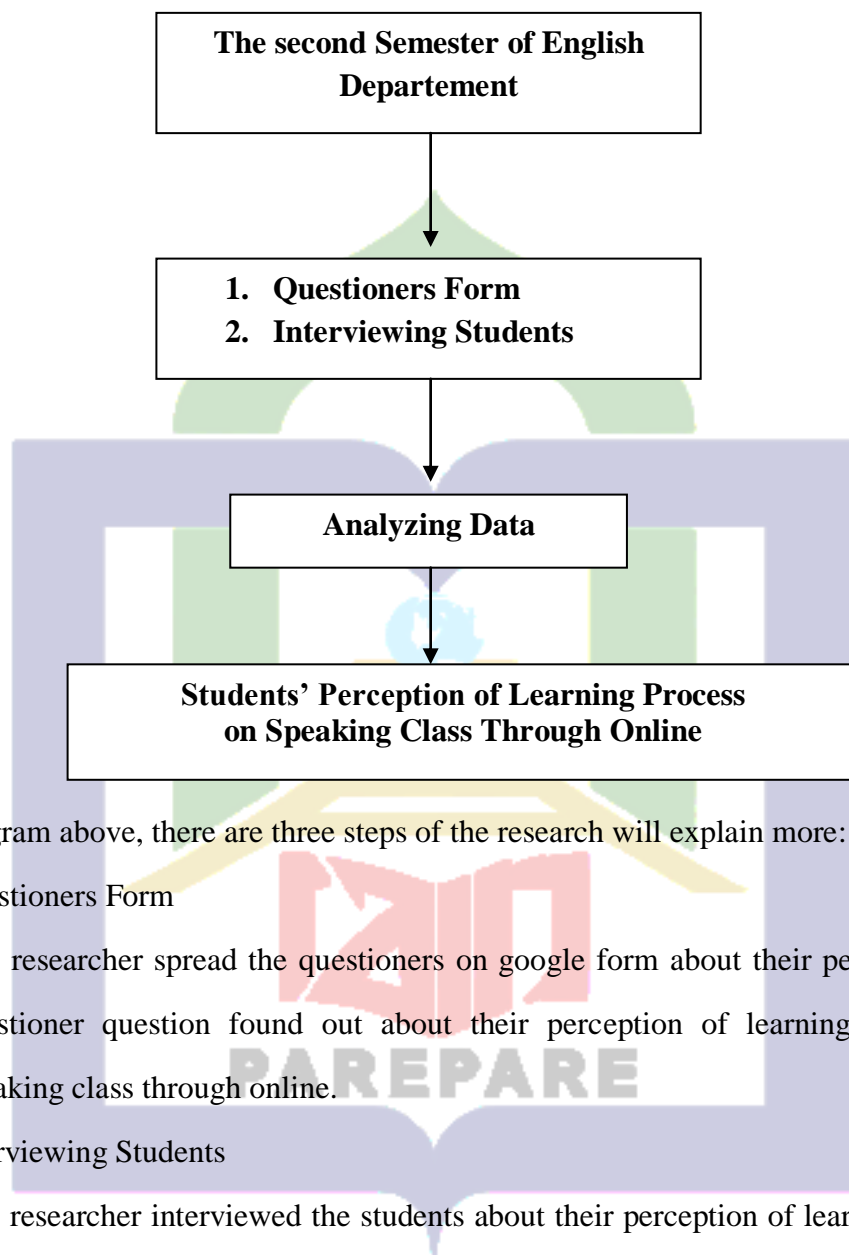 The second Semester of English
Departement
1. Questioners Form
2. Interviewing Students
Analyzing Data
Students’ Perception of Learning Process
on Speaking Class Through Online
gram above, there are three steps of the research will explain more:
stioners Form
researcher spread the questioners on google form about their pe
stioner question found out about their perception of learning
aking class through online.
PAREPARE
rviewing Students
researcher interviewed the students about their perception of lear